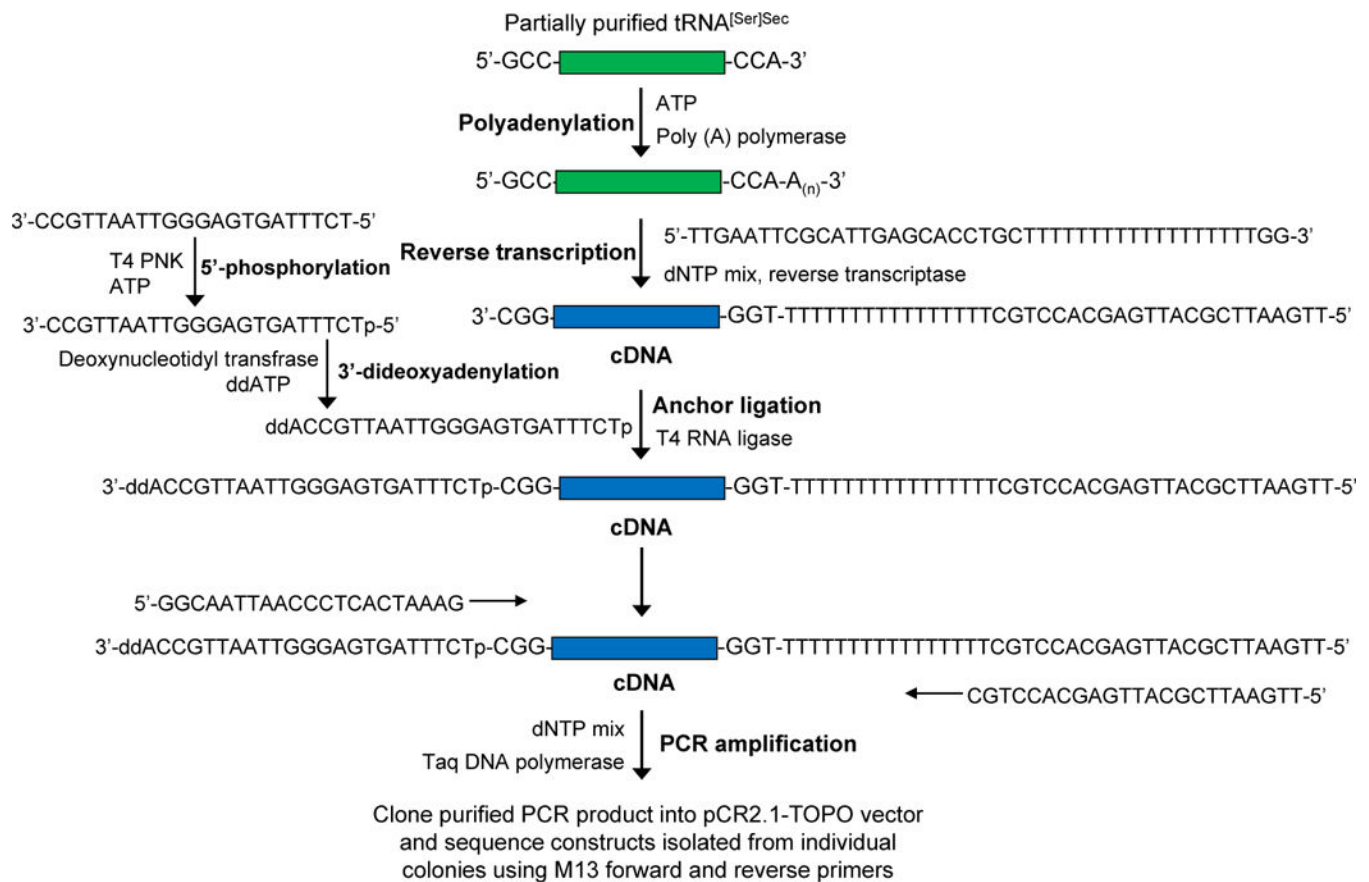 Partially purified tRNA[Ser]Sec
5'-GCC- -CCA-3'
Polyadenylation
ATP
Poly (A) polymerase
5'-GCC- -CCA-A(n)-3'
3'-CCGTTAATTGGGAGTGATTTCT-5'
T4 PNK
ATP
5'-phosphorylation
Reverse transcription
5'-TTGAATTCGCATTGAGCACCTGCTTTTTTTTTTTTTTTTTTGG-3'
dNTP mix, reverse transcriptase
3'-CCGTTAATTGGGAGTGATTTCTp-5'
3'-CGG- -GGT-TTTTTTTTTTTTTTTTTCGTCCACGAGTTACGCTTAAGTT-5'
cDNA
Deoxynucleotidyl transfrase
ddATP
3'-dideoxyadenylation
ddACCGTTAATTGGGAGTGATTTCTp
Anchor ligation
T4 RNA ligase
3'-ddACCGTTAATTGGGAGTGATTTCTp-CGG- -GGT-TTTTTTTTTTTTTTTTTCGTCCACGAGTTACGCTTAAGTT-5'
cDNA
5'-GGCAATTAACCCTCACTAAAG
3'-ddACCGTTAATTGGGAGTGATTTCTp-CGG- -GGT-TTTTTTTTTTTTTTTTTCGTCCACGAGTTACGCTTAAGTT-5'
cDNA
CGTCCACGAGTTACGCTTAAGTT-5'
dNTP mix
Taq DNA polymerase
PCR amplification
Clone purified PCR product into pCR2.1-TOPO vector
and sequence constructs isolated from individual
colonies using M13 forward and reverse primers